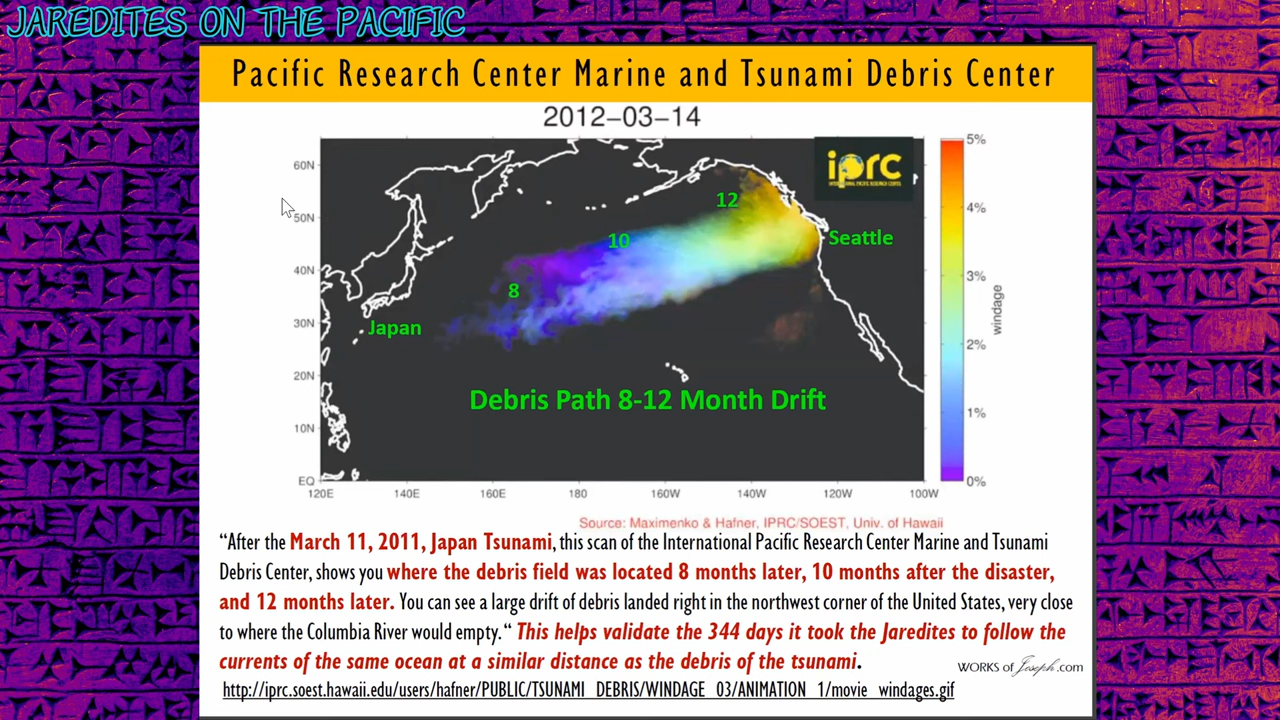 JAREDITES ON THE PACIFIC
Pacific Research Center Marine and Tsunami Debris Center
2012-03-14
60N
50N
40N
30N
20N
10N
EQ
120E 140E 160E 180 160W 140W 120W 100W
5%
4%
3%
2%
1%
0%
windage
iprc
INTERNATIONAL PACIFIC RESEARCH CENTER
12
10
8
Seattle
Japan
Debris Path 8-12 Month Drift
Source: Maximenko & Hafner, IPRC/SOEST, Univ. of Hawaii
“After the March 11, 2011, Japan Tsunami, this scan of the International Pacific Research Center Marine and Tsunami
Debris Center, shows you where the debris field was located 8 months later, 10 months after the disaster,
and 12 months later. You can see a large drift of debris landed right in the northwest corner of the United States, very close
to where the Columbia River would empty.“ This helps validate the 344 days it took the Jaredites to follow the
currents of the same ocean at a similar distance as the debris of the tsunami.
WORKS of Joseph.com
http://iprc.soest.hawaii.edu/users/hafner/PUBLIC/TSUNAMI_DEBRIS/WINDAGE_03/ANIMATION_1/movie_windages.gif